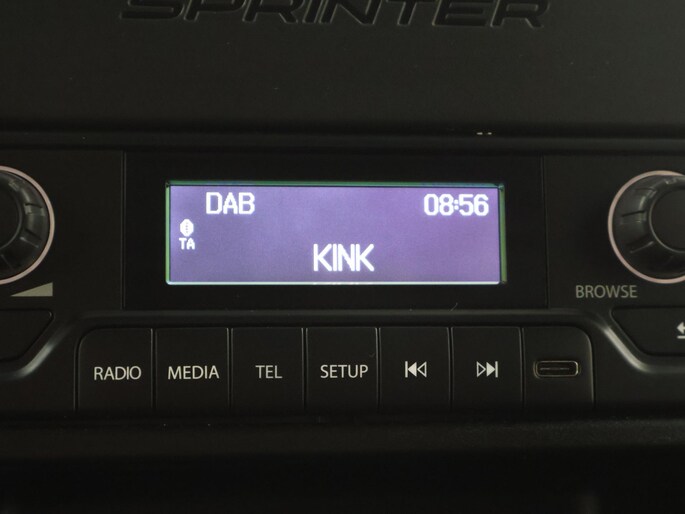 SPRINTER
DAB 08:56
TA
KINK
BROWSE
RADIO MEDIA TEL SETUP